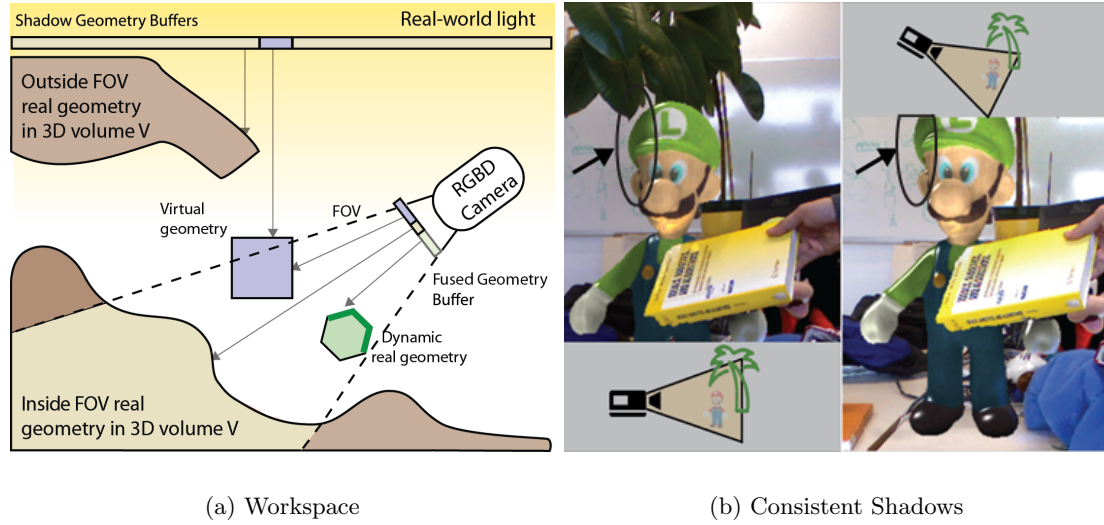 Shadow Geometry Buffers
Real-world light
Outside FOV
real geometry
in 3D volume V
RGBD
Camera
Virtual
geometry
FOV
Fused Geometry
Buffer
Dynamic
real geometry
Inside FOV real
geometry in 3D volume V
L
L
(a) Workspace
(b) Consistent Shadows